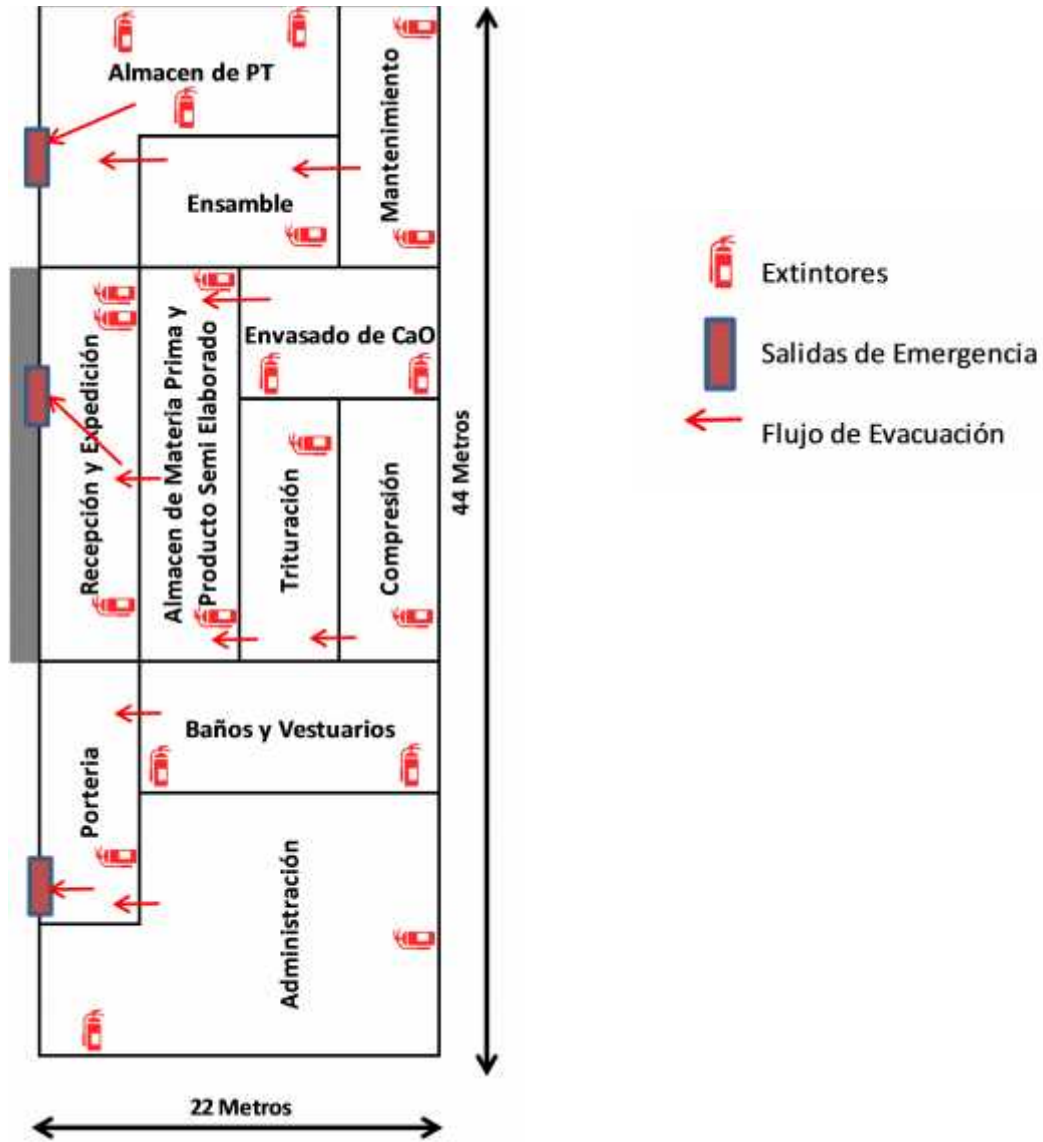 Almacen de PT
Mantenimiento
Ensamble
Recepción y Expedición
Almacen de Materia Prima y
Producto Semi Elaborado
Envasado de CaO
Trituración
Compresión
44 Metros
Porteria
Baños y Vestuarios
Administración
22 Metros
Extintores
Salidas de Emergencia
Flujo de Evacuación